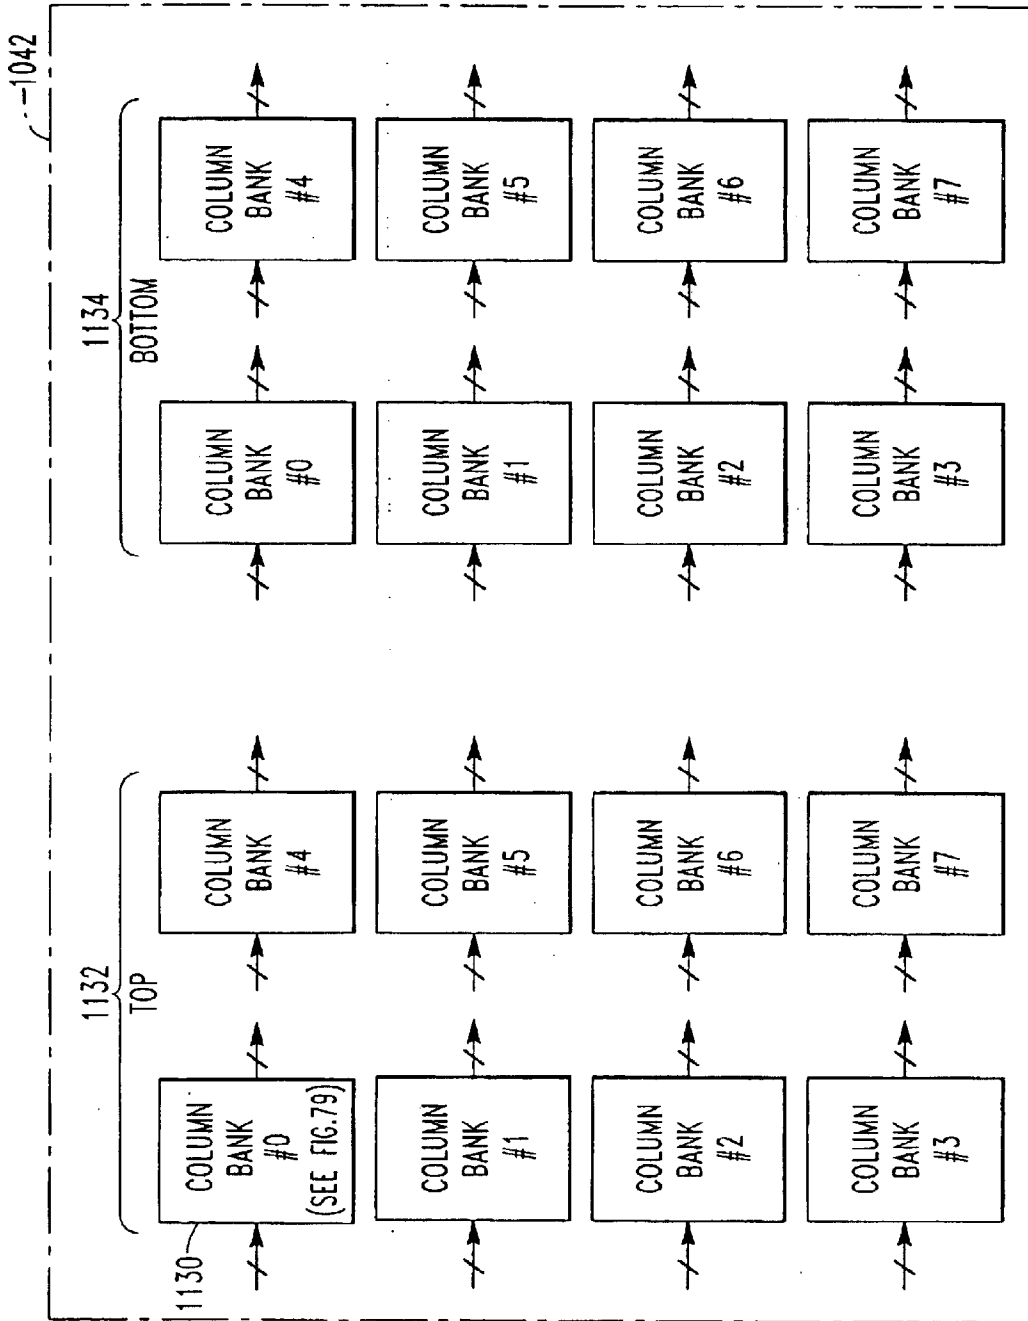 1042
1132
TOP
1134
BOTTOM
1130
COLUMN
BANK
#0
(SEE FIG.79)
COLUMN
BANK
#4
COLUMN
BANK
#0
COLUMN
BANK
#4
COLUMN
BANK
#1
COLUMN
BANK
#5
COLUMN
BANK
#1
COLUMN
BANK
#5
COLUMN
BANK
#2
COLUMN
BANK
#6
COLUMN
BANK
#2
COLUMN
BANK
#6
COLUMN
BANK
#3
COLUMN
BANK
#7
COLUMN
BANK
#3
COLUMN
BANK
#7